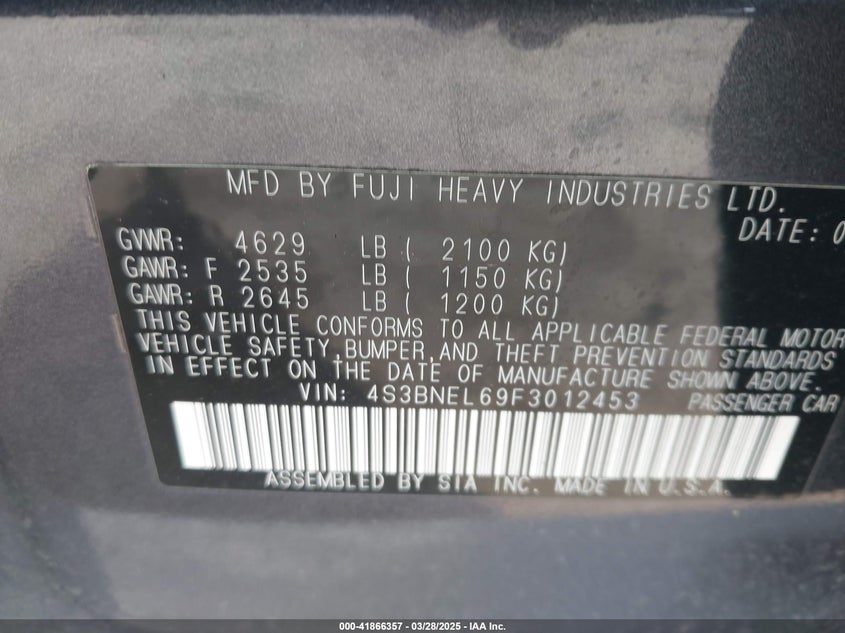 MFD BY FUJI HEAVY INDUSTRIES LTD.
DATE: 0
GVWR: 4629 LB ( 2100 KG)
GAWR: F 2535 LB ( 1150 KG)
GAWR: R 2645 LB ( 1200 KG)
THIS VEHICLE CONFORMS TO ALL APPLICABLE FEDERAL MOTOR
VEHICLE SAFETY,BUMPER,AND THEFT PREVENTION STANDARDS
IN EFFECT ON THE DATE OF MANUFACTURE SHOWN ABOVE.
VIN: 4S3BNEL69F3012453 PASSENGER CAR
ASSEMBLED BY SIA INC. MADE IN U.S.A.
000-41866357 | 03/28/2025 - IAA Inc.